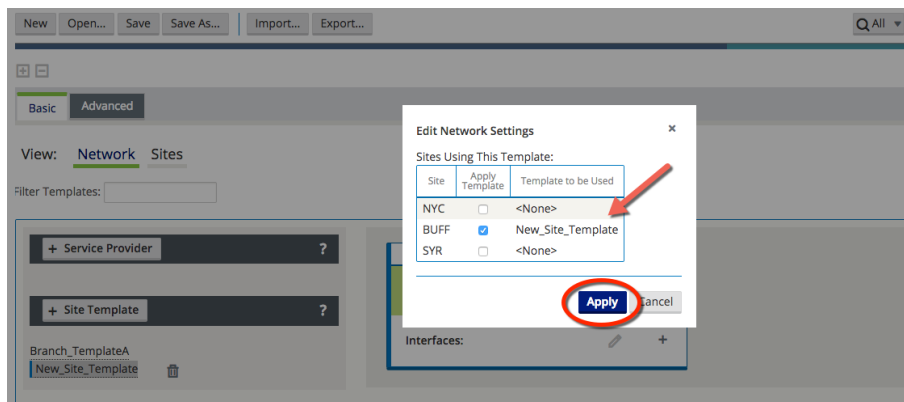 New Open... Save Save As... Import... Export... All
Basic Advanced
View: Network Sites
Filter Templates:
+ Service Provider ?
+ Site Template ?
Branch_TemplateA
New_Site_Template
Edit Network Settings ×
Sites Using This Template:
Site Apply Template Template to be Used
NYC <None>
BUFF New_Site_Template
SYR <None>
Apply Cancel
Interfaces: +